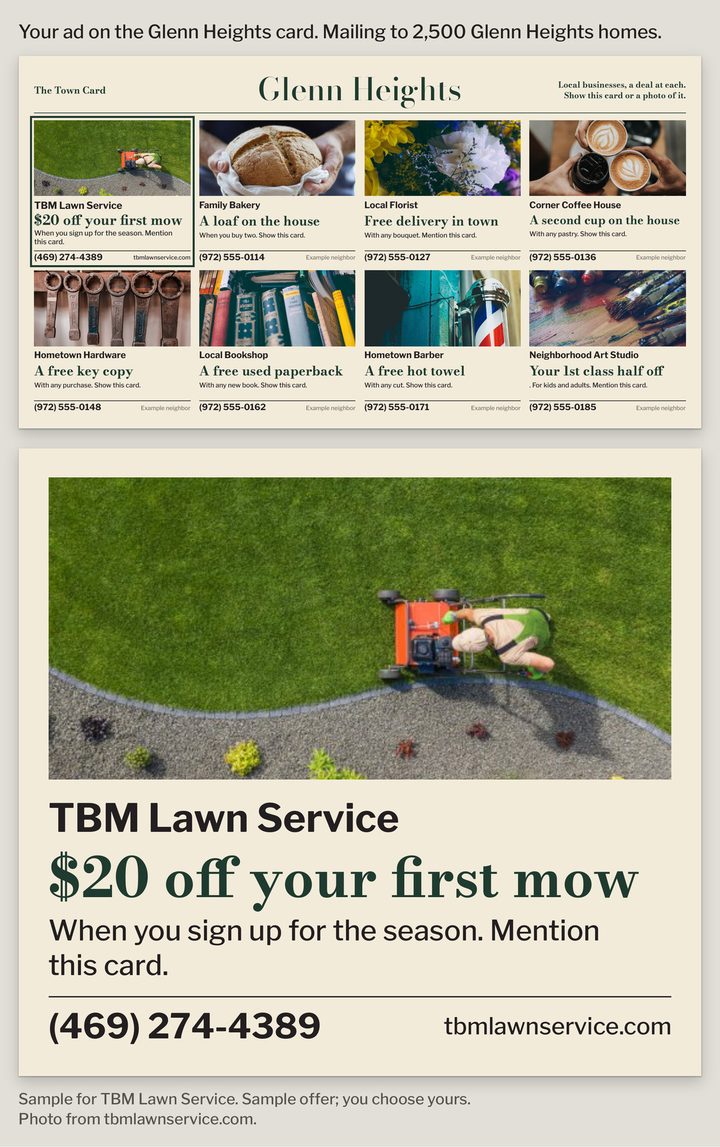 Your ad on the Glenn Heights card. Mailing to 2,500 Glenn Heights homes.
The Town Card
Glenn Heights
Local businesses, a deal at each.
Show this card or a photo of it.
TBM Lawn Service
$20 off your first mow
When you sign up for the season. Mention
this card.
(469) 274-4389 tbmlawnservice.com
Family Bakery
A loaf on the house
When you buy two. Show this card.
(972) 555-0114 Example neighbor
Local Florist
Free delivery in town
With any bouquet. Mention this card.
(972) 555-0127 Example neighbor
Corner Coffee House
A second cup on the house
With any pastry. Show this card.
(972) 555-0136 Example neighbor
Hometown Hardware
A free key copy
With any purchase. Show this card.
(972) 555-0148 Example neighbor
Local Bookshop
A free used paperback
With any new book. Show this card.
(972) 555-0162 Example neighbor
Hometown Barber
A free hot towel
With any cut. Show this card.
(972) 555-0171 Example neighbor
Neighborhood Art Studio
Your 1st class half off
. For kids and adults. Mention this card.
(972) 555-0185 Example neighbor
TBM Lawn Service
$20 off your first mow
When you sign up for the season. Mention
this card.
(469) 274-4389 tbmlawnservice.com
Sample for TBM Lawn Service. Sample offer; you choose yours.
Photo from tbmlawnservice.com.